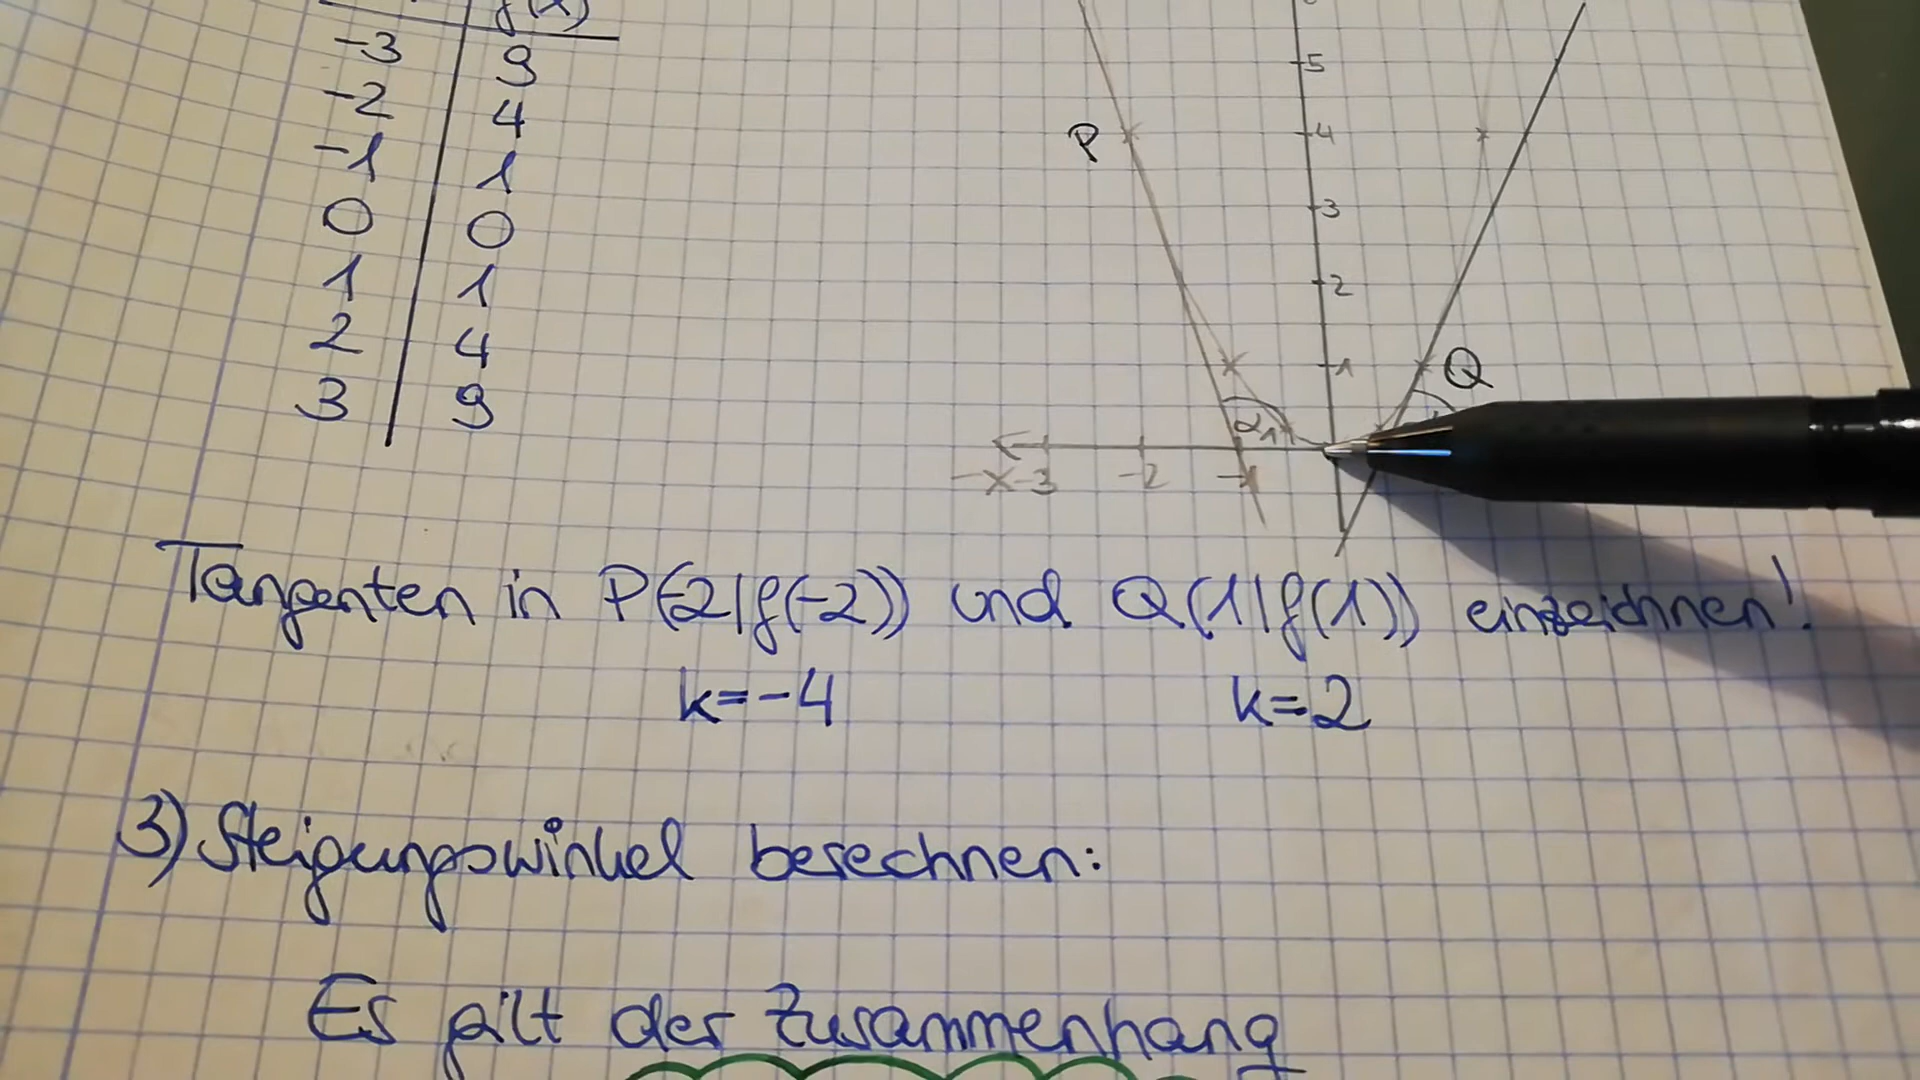 f(x)
-3 9
-2 4
-1 1
0 0
1 1
2 4
3 9
5
4
3
2
1
P
Q
α1
-x -3 -2 -1
Tangenten in P(-2|f(-2)) und Q(1|f(1)) einzeichnen!
k=-4 k=2
3) Steigungswinkel berechnen:
Es gilt der Zusammenhang